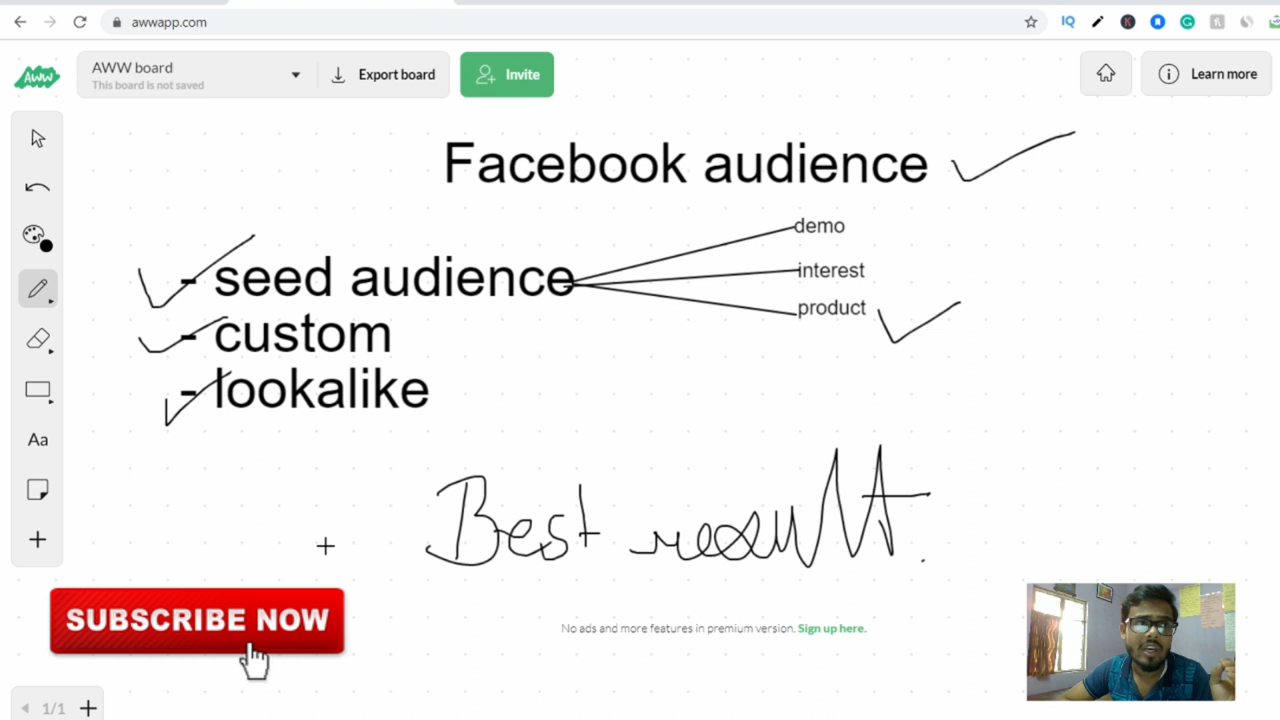 awwapp.com
IQ
AWW
AWW board
This board is not saved
Export board
Invite
Learn more
Facebook audience
demo
- seed audience
interest
product
- custom
- lookalike
Aa
Best result.
SUBSCRIBE NOW
No ads and more features in premium version. Sign up here.
1/1